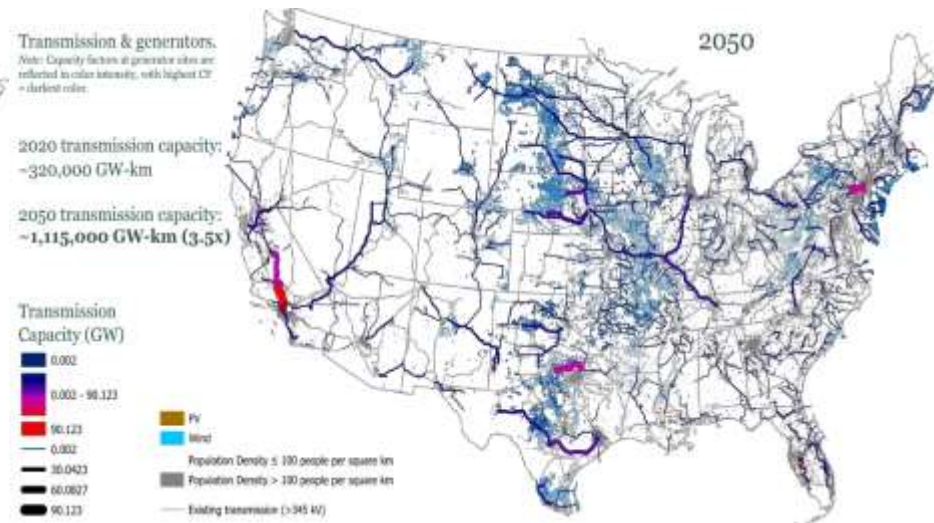 Transmission & generators.
Note: Capacity factors at generator sites are
reflected in color intensity, with highest CF
= darkest color.
2050
2020 transmission capacity:
~320,000 GW-km
2050 transmission capacity:
~1,115,000 GW-km (3.5x)
Transmission
Capacity (GW)
0.002
0.002 - 90.123
90.123
0.002
30.0423
60.0827
90.123
PV
Wind
Population Density ≤ 100 people per square km
Population Density > 100 people per square km
Existing transmission (>345 kV)